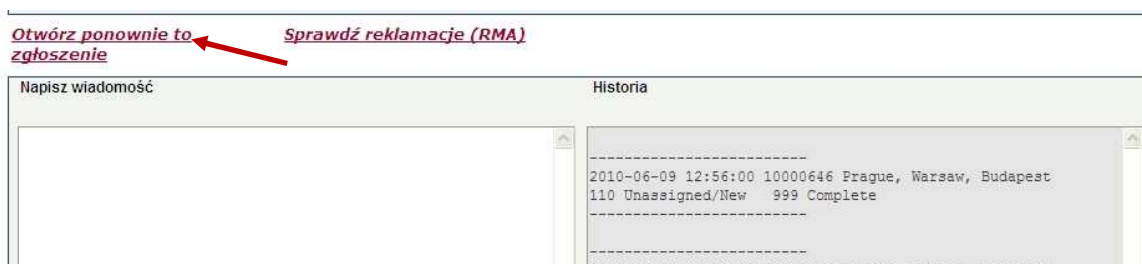 Otwórz ponownie to Sprawdź reklamacje (RMA)
zgłoszenie
Napisz wiadomość Historia
-------------------------
2010-06-09 12:56:00 10000646 Prague, Warsaw, Budapest
110 Unassigned/New 999 Complete
-------------------------
-------------------------